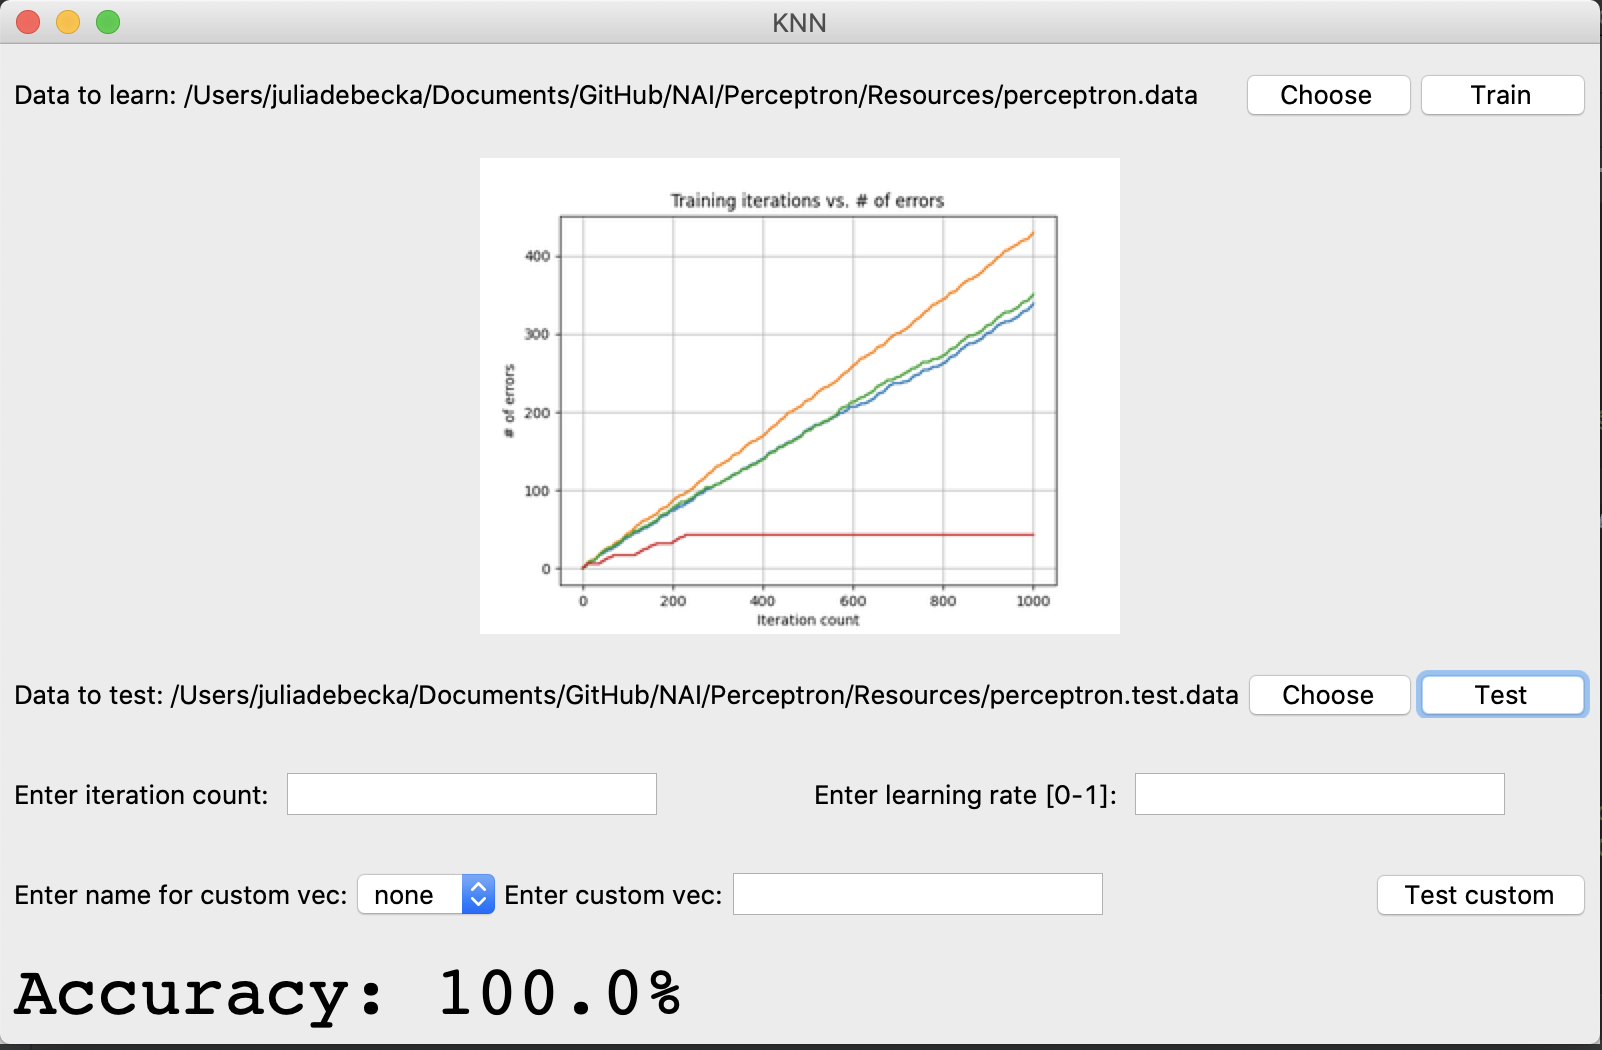 KNN
Data to learn: /Users/juliadebecka/Documents/GitHub/NAI/Perceptron/Resources/perceptron.data Choose Train
Training iterations vs. # of errors
400
300
200
100
0
# of errors
0 200 400 600 800 1000
Iteration count
Data to test: /Users/juliadebecka/Documents/GitHub/NAI/Perceptron/Resources/perceptron.test.data Choose Test
Enter iteration count: Enter learning rate [0-1]:
Enter name for custom vec: none Enter custom vec: Test custom
Accuracy: 100.0%